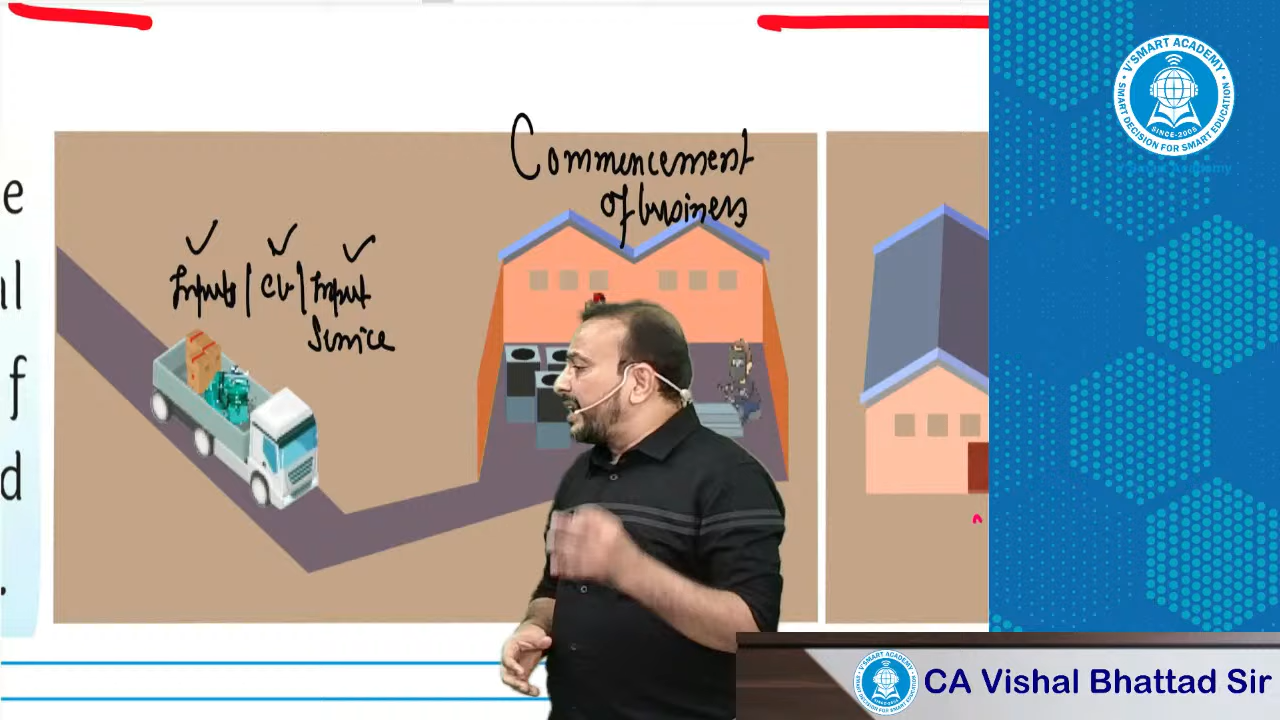 V'SMART ACADEMY
SINCE-2005
SMART DECISION FOR SMART EDUCATION
Commencement
of business
e
al
f
d
.
Inputs | CG | Input
Service
CA Vishal Bhattad Sir